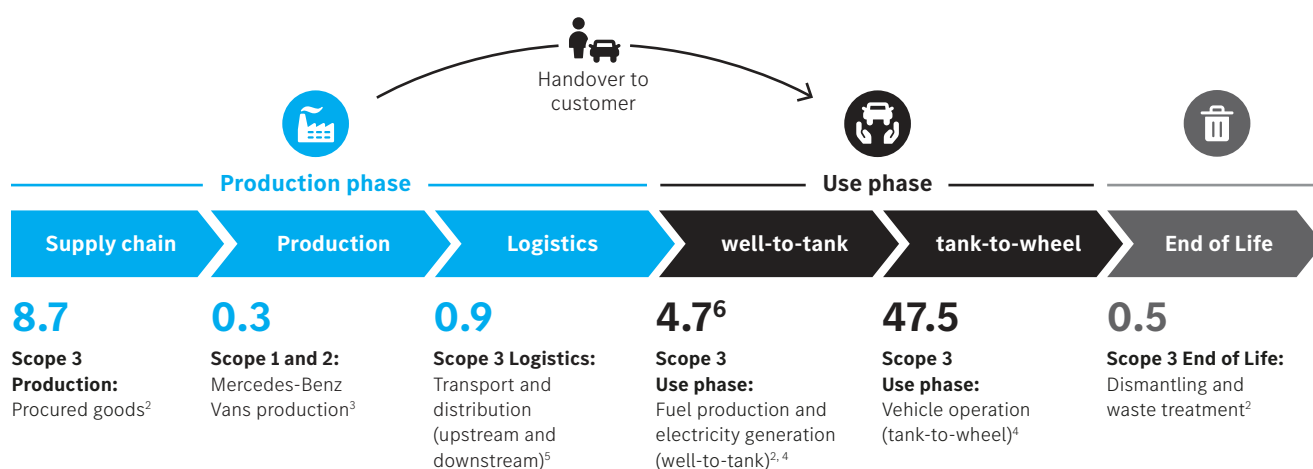 Handover to
customer
Production phase
Use phase
Supply chain
Production
Logistics
well-to-tank
tank-to-wheel
End of Life
8.7
Scope 3
Production:
Procured goods²
0.3
Scope 1 and 2:
Mercedes-Benz
Vans production³
0.9
Scope 3 Logistics:
Transport and
distribution
(upstream and
downstream)⁵
4.7⁶
Scope 3
Use phase:
Fuel production and
electricity generation
(well-to-tank)²,⁴
47.5
Scope 3
Use phase:
Vehicle operation
(tank-to-wheel)⁴
0.5
Scope 3 End of Life:
Dismantling and
waste treatment²